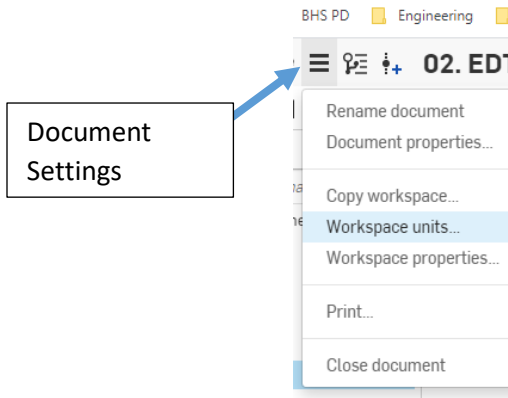 BHS PD Engineering
02. EDT
Document
Settings
Rename document
Document properties...
Copy workspace...
Workspace units...
Workspace properties...
Print...
Close document